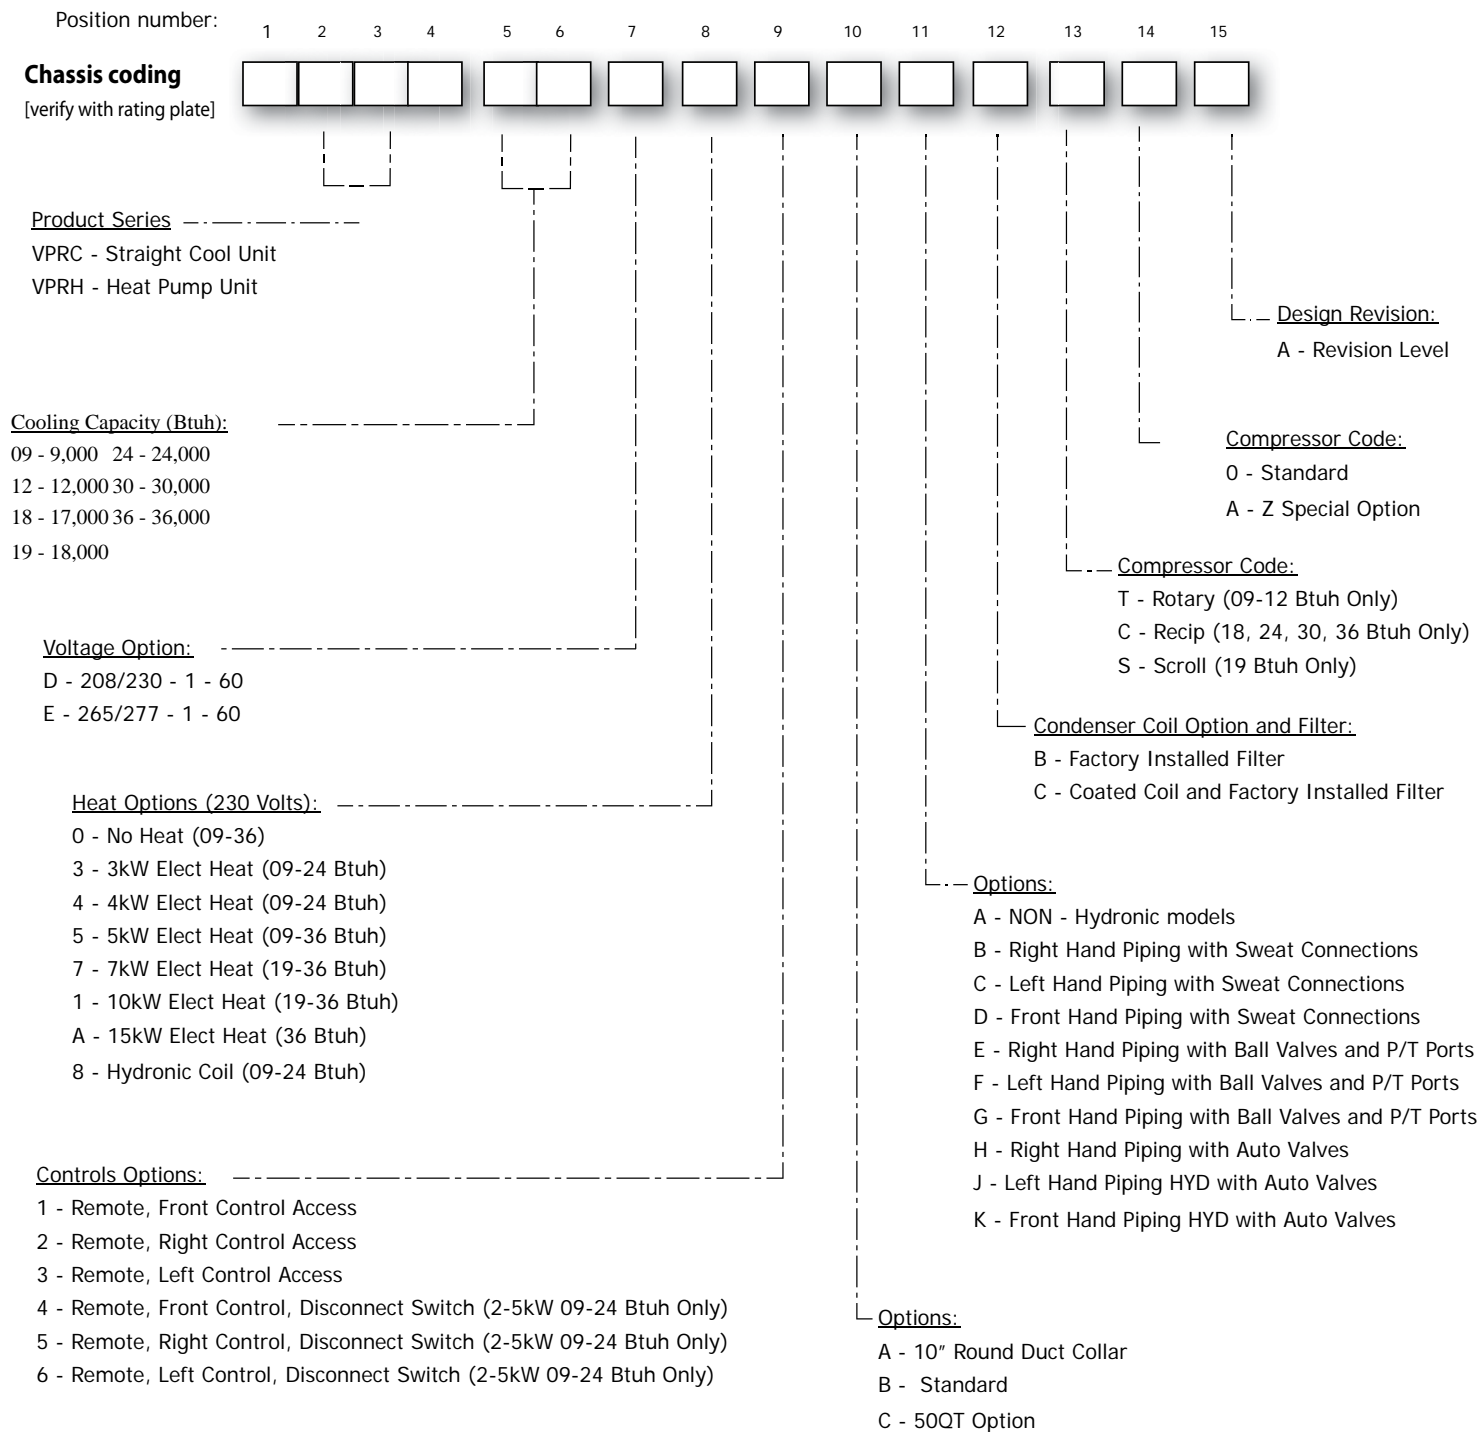 Position number:
1 2 3 4 5 6 7 8 9 10 11 12 13 14 15
Chassis coding
[verify with rating plate]
Product Series
VPRC - Straight Cool Unit
VPRH - Heat Pump Unit
Design Revision:
A - Revision Level
Cooling Capacity (Btuh):
09 - 9,000 24 - 24,000
12 - 12,000 30 - 30,000
18 - 17,000 36 - 36,000
19 - 18,000
Compressor Code:
0 - Standard
A - Z Special Option
Compressor Code:
T - Rotary (09-12 Btuh Only)
C - Recip (18, 24, 30, 36 Btuh Only)
S - Scroll (19 Btuh Only)
Voltage Option:
D - 208/230 - 1 - 60
E - 265/277 - 1 - 60
Condenser Coil Option and Filter:
B - Factory Installed Filter
C - Coated Coil and Factory Installed Filter
Heat Options (230 Volts):
0 - No Heat (09-36)
3 - 3kW Elect Heat (09-24 Btuh)
4 - 4kW Elect Heat (09-24 Btuh)
5 - 5kW Elect Heat (09-36 Btuh)
7 - 7kW Elect Heat (19-36 Btuh)
1 - 10kW Elect Heat (19-36 Btuh)
A - 15kW Elect Heat (36 Btuh)
8 - Hydronic Coil (09-24 Btuh)
Options:
A - NON - Hydronic models
B - Right Hand Piping with Sweat Connections
C - Left Hand Piping with Sweat Connections
D - Front Hand Piping with Sweat Connections
E - Right Hand Piping with Ball Valves and P/T Ports
F - Left Hand Piping with Ball Valves and P/T Ports
G - Front Hand Piping with Ball Valves and P/T Ports
H - Right Hand Piping with Auto Valves
J - Left Hand Piping HYD with Auto Valves
K - Front Hand Piping HYD with Auto Valves
Controls Options:
1 - Remote, Front Control Access
2 - Remote, Right Control Access
3 - Remote, Left Control Access
4 - Remote, Front Control, Disconnect Switch (2-5kW 09-24 Btuh Only)
5 - Remote, Right Control, Disconnect Switch (2-5kW 09-24 Btuh Only)
6 - Remote, Left Control, Disconnect Switch (2-5kW 09-24 Btuh Only)
Options:
A - 10" Round Duct Collar
B - Standard
C - 50QT Option